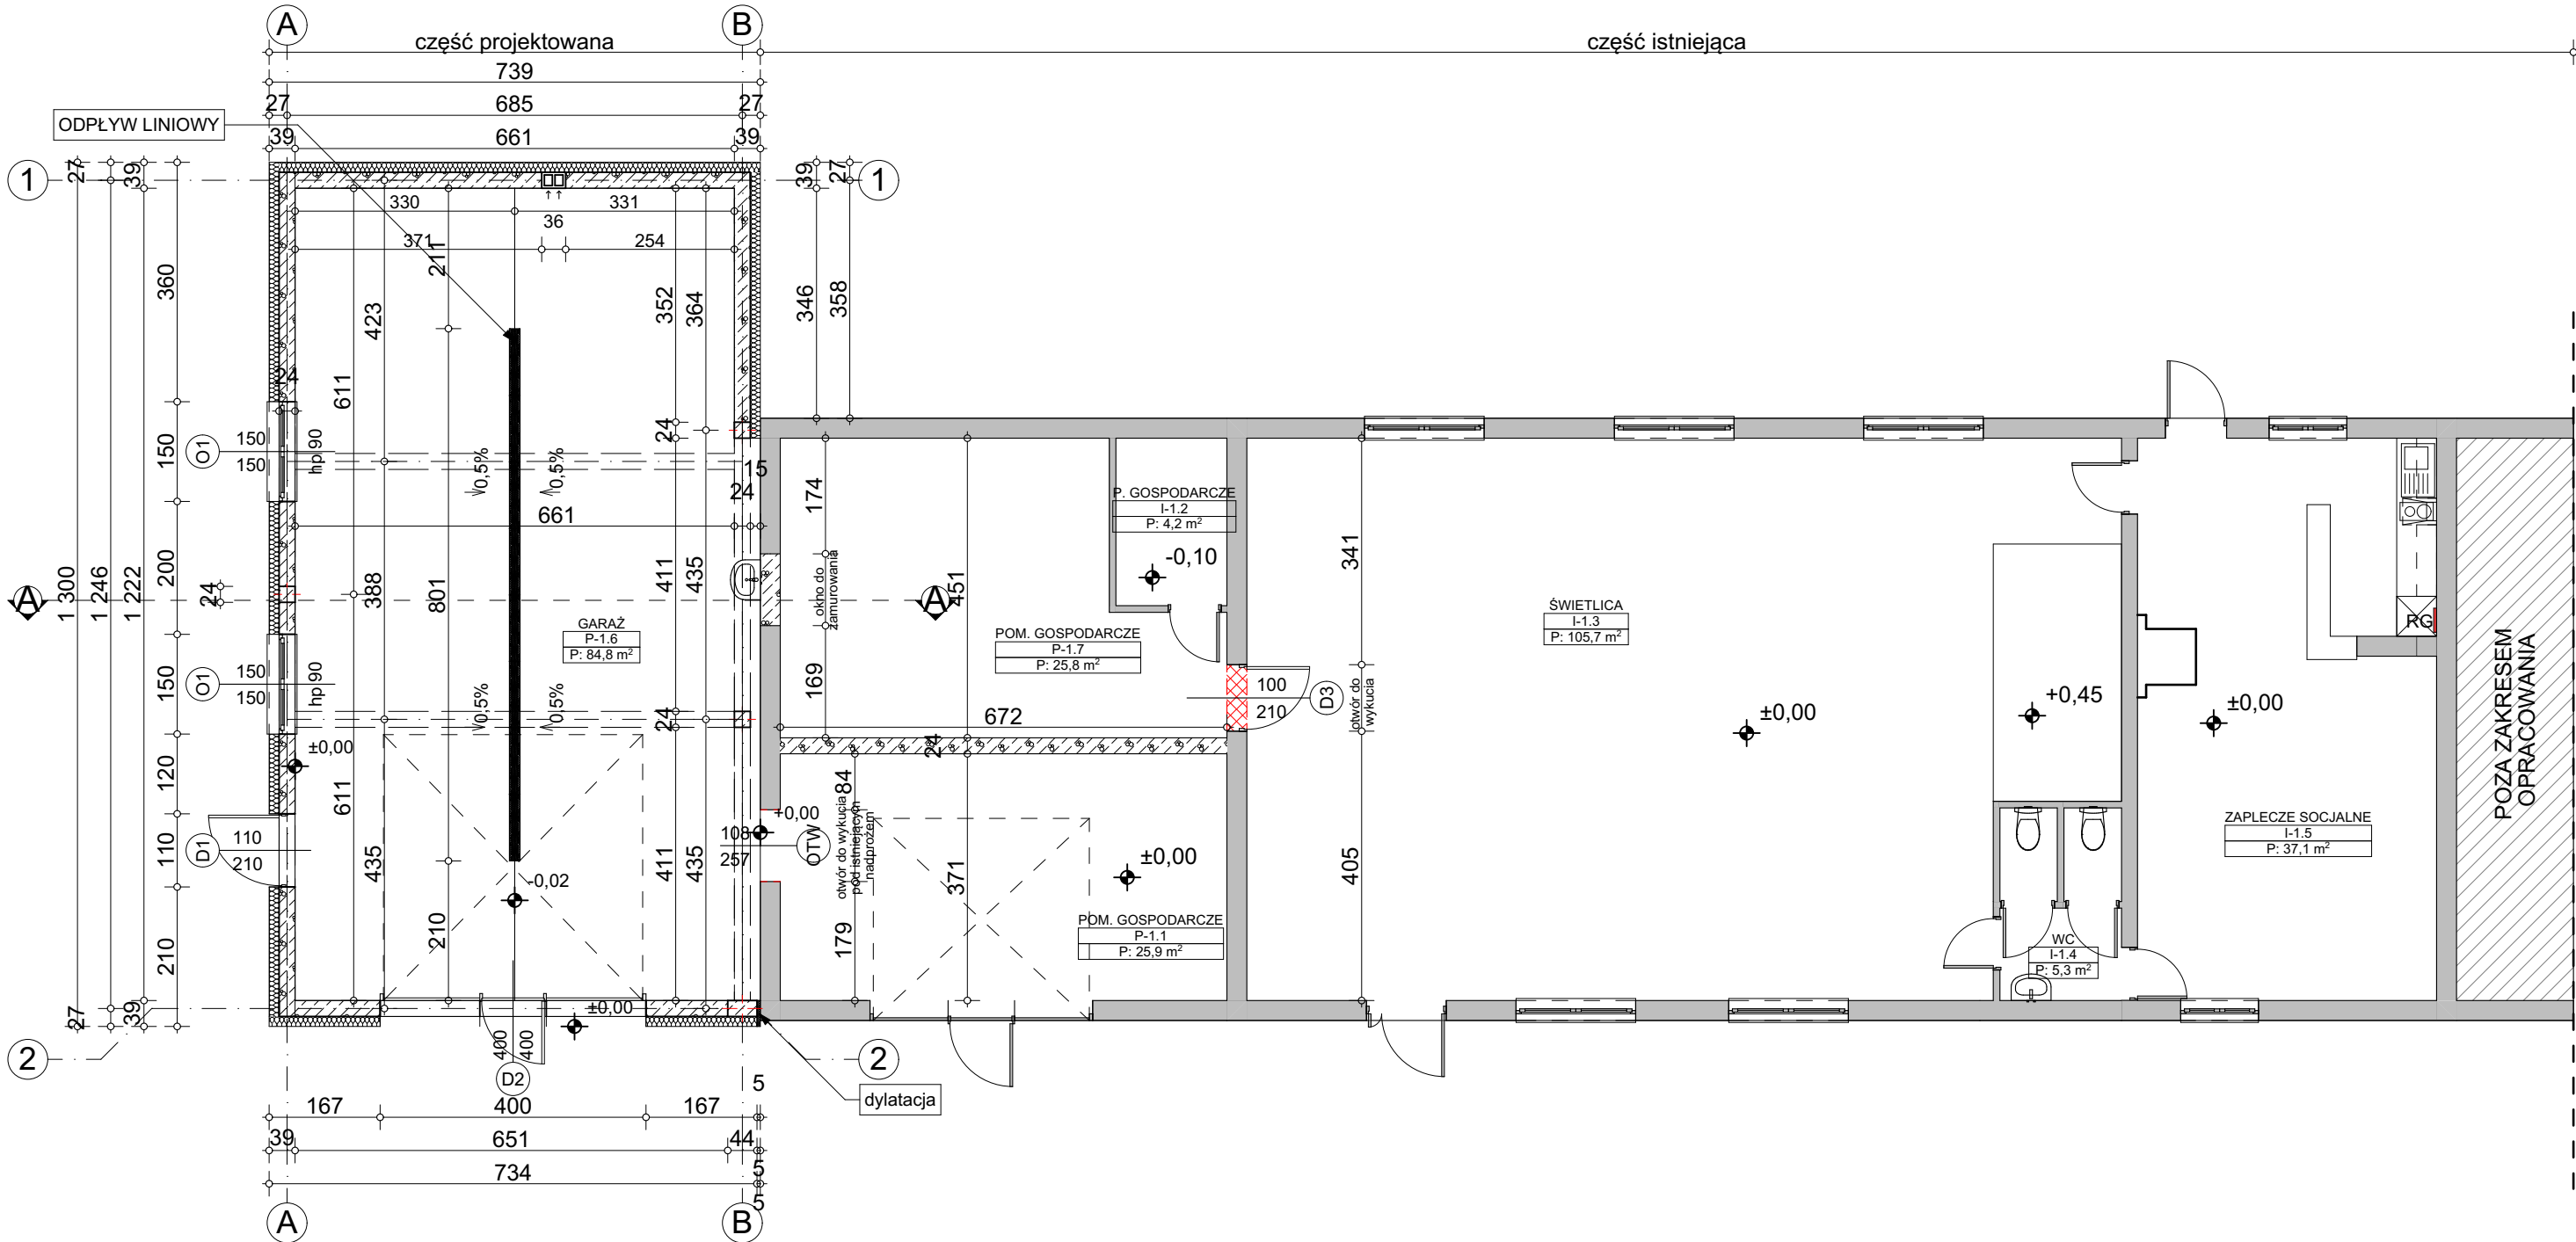 A
B
część projektowana
część istniejąca
739
27
685
27
ODPŁYW LINIOWY
39
661
39
1
27
39
39
27
1
330
331
36
371
254
211
360
423
352
364
346
358
24
611
O1
150
150
hp 90
150
24
0,5%
0,5%
15
24
661
174
okno do
zamurowania
451
P. GOSPODARCZE
I-1.2
P: 4,2 m²
-0,10
341
A
1 300
1 246
1 222
200
24
388
801
411
435
A
GARAŻ
P-1.6
P: 84,8 m²
POM. GOSPODARCZE
P-1.7
P: 25,8 m²
169
ŚWIETLICA
I-1.3
P: 105,7 m²
RG
POZA ZAKRESEM
OPRACOWANIA
O1
150
150
hp 90
150
0,5%
0,5%
24
672
24
100
210
D3
otwór do
wykucia
±0,00
+0,45
±0,00
±0,00
120
611
84
+0,00
108
257
OTW
otwór do wykucia
pod istniejącym
nadprożem
D1
110
210
110
435
-0,02
411
435
371
±0,00
405
ZAPLECZE SOCJALNE
I-1.5
P: 37,1 m²
210
210
179
POM. GOSPODARCZE
P-1.1
P: 25,9 m²
WC
I-1.4
P: 5,3 m²
27
39
±0,00
2
400
400
D2
2
5
dylatacja
167
400
167
39
651
44
5
734
5
A
B